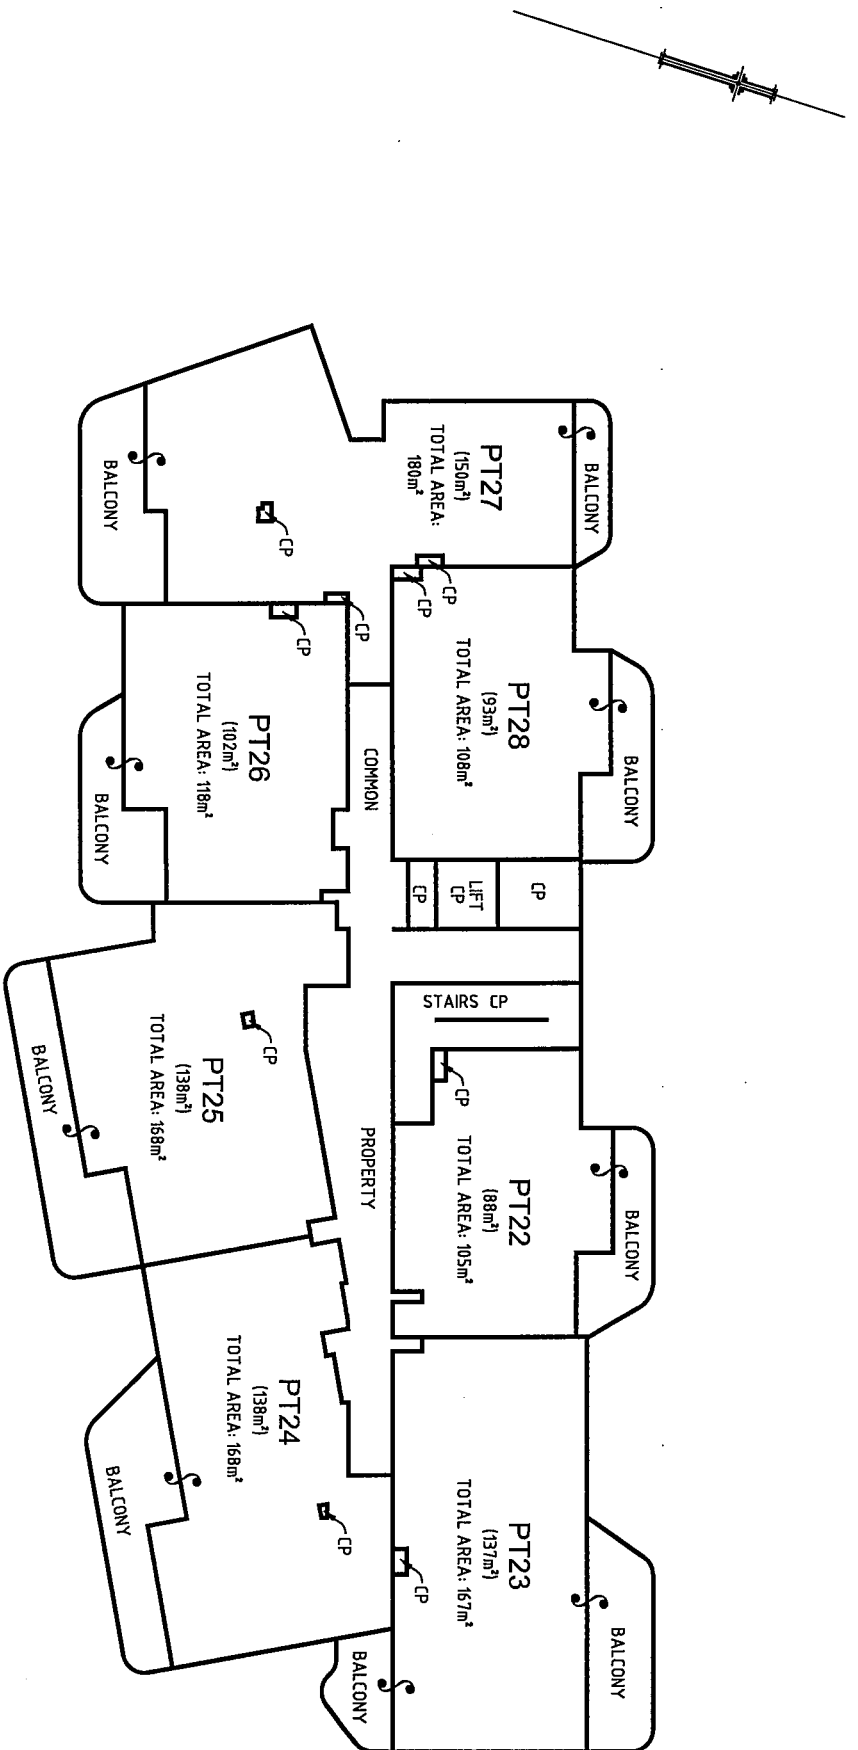 BALCONY
PT27
(150m²)
TOTAL AREA:
180m²
BALCONY
CP
CP
CP
CP
CP
PT28
(93m²)
TOTAL AREA: 108m²
BALCONY
PT26
(102m²)
TOTAL AREA: 118m²
BALCONY
COMMON
CP
LIFT
CP
CP
STAIRS CP
CP
PT25
(138m²)
TOTAL AREA: 168m²
BALCONY
CP
PROPERTY
PT22
(88m²)
TOTAL AREA: 105m²
BALCONY
PT24
(138m²)
TOTAL AREA: 168m²
BALCONY
CP
PT23
(137m²)
TOTAL AREA: 167m²
CP
BALCONY
BALCONY